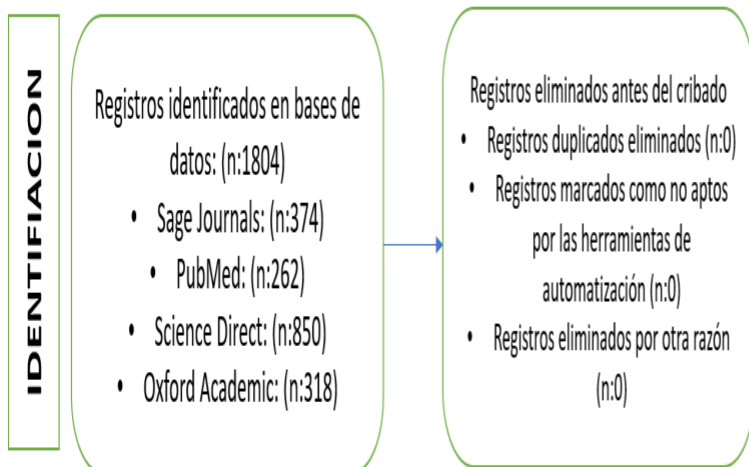 IDENTIFIACION
Registros identificados en bases de
datos: (n:1804)
• Sage Journals: (n:374)
• PubMed: (n:262)
• Science Direct: (n:850)
• Oxford Academic: (n:318)
Registros eliminados antes del cribado
• Registros duplicados eliminados (n:0)
• Registros marcados como no aptos
por las herramientas de
automatización (n:0)
• Registros eliminados por otra razón
(n:0)